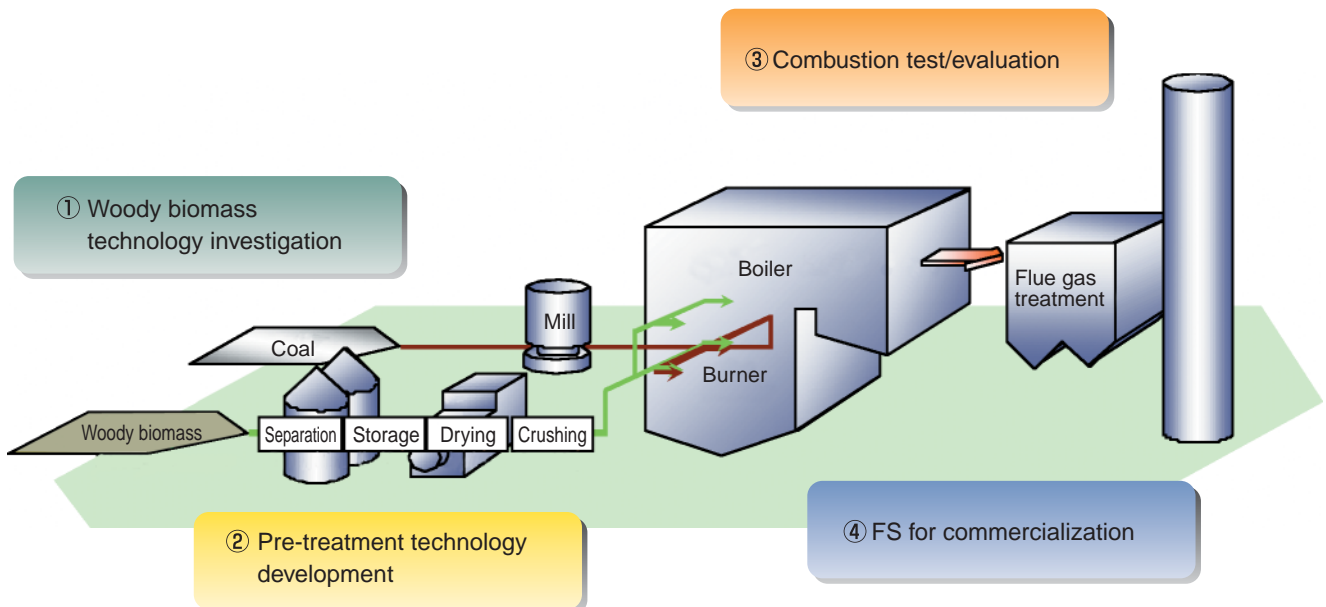 ③ Combustion test/evaluation
① Woody biomass
technology investigation
Boiler
Flue gas
treatment
Mill
Coal
Burner
Woody biomass
Separation
Storage
Drying
Crushing
② Pre-treatment technology
development
④ FS for commercialization